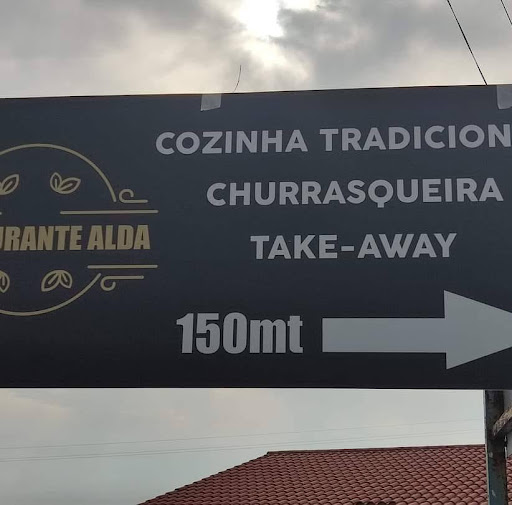 URANTE ALDA
COZINHA TRADICION
CHURRASQUEIRA
TAKE-AWAY
150mt